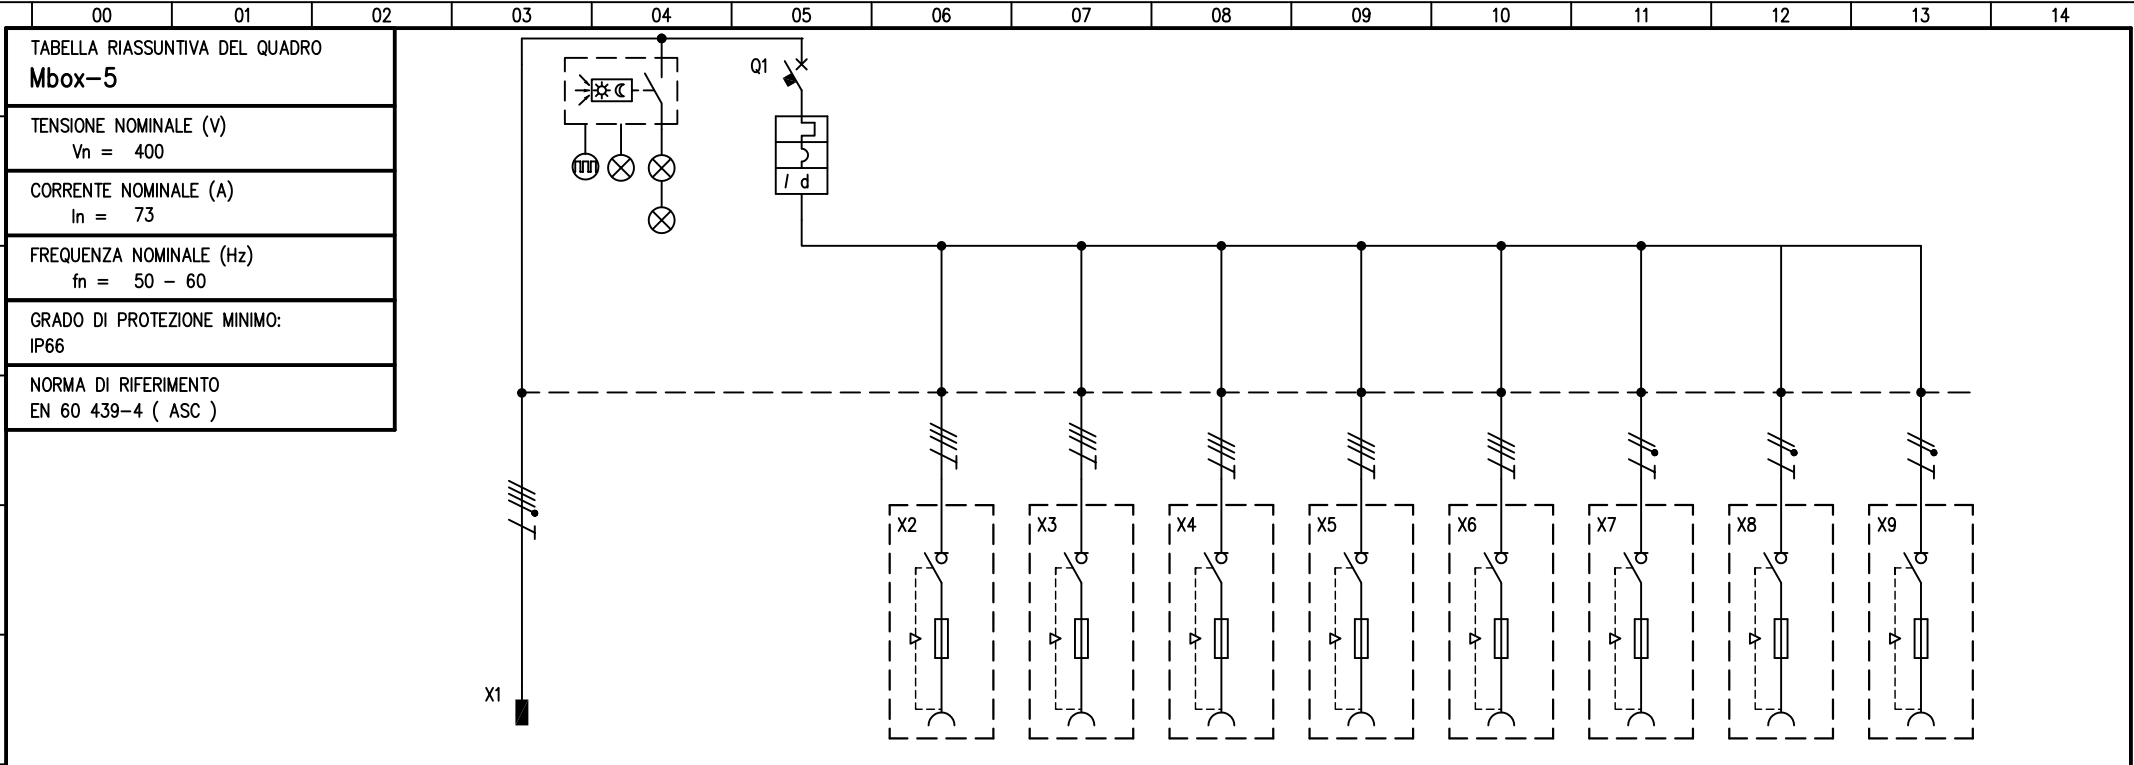 00 01 02 03 04 05 06 07 08 09 10 11 12 13 14
TABELLA RIASSUNTIVA DEL QUADRO
Mbox-5
TENSIONE NOMINALE (V)
Vn = 400
CORRENTE NOMINALE (A)
In = 73
FREQUENZA NOMINALE (Hz)
fn = 50 - 60
GRADO DI PROTEZIONE MINIMO:
IP66
NORMA DI RIFERIMENTO
EN 60 439-4 ( ASC )
Q1
I d
X1
X2 X3 X4 X5 X6 X7 X8 X9